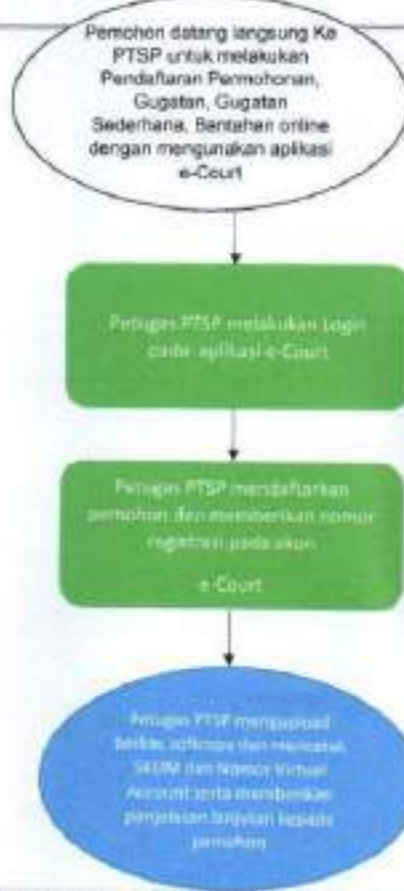 Pemohon datang langsung Ke
PTSP untuk melakukan
Pendaftaran Permohonan,
Gugatan, Gugatan
Sederhana, Bantahan online
dengan mengunakan aplikasi
e-Court
Petugas PTSP melakukan Login
pada aplikasi e-Court
Petugas PTSP mendaftarkan
pemohon dan memberikan nomor
registrasi pada akun
e-Court
Petugas PTSP mengupload
berkas softcopy dan mencatat
SKUM dan Nomor Virtual
Account serta memberikan
penjelasan lanjutan kepada
pemohon